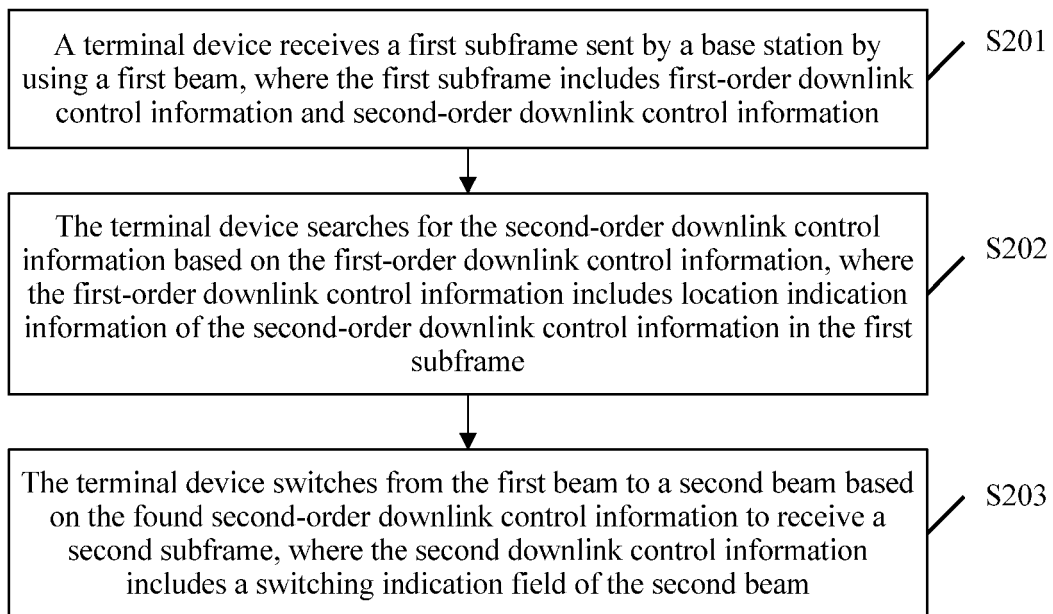 A terminal device receives a first subframe sent by a base station by
using a first beam, where the first subframe includes first-order downlink
control information and second-order downlink control information
S201
The terminal device searches for the second-order downlink control
information based on the first-order downlink control information, where
the first-order downlink control information includes location indication
information of the second-order downlink control information in the first
subframe
S202
The terminal device switches from the first beam to a second beam based
on the found second-order downlink control information to receive a
second subframe, where the second downlink control information
includes a switching indication field of the second beam
S203